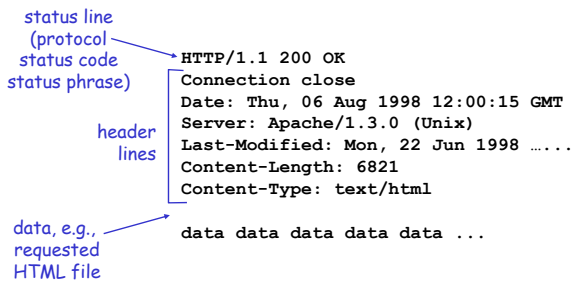 status line
(protocol
status code
status phrase)
HTTP/1.1 200 OK
Connection close
Date: Thu, 06 Aug 1998 12:00:15 GMT
Server: Apache/1.3.0 (Unix)
Last-Modified: Mon, 22 Jun 1998 …...
Content-Length: 6821
Content-Type: text/html
header
lines
data, e.g.,
requested
HTML file
data data data data data ...